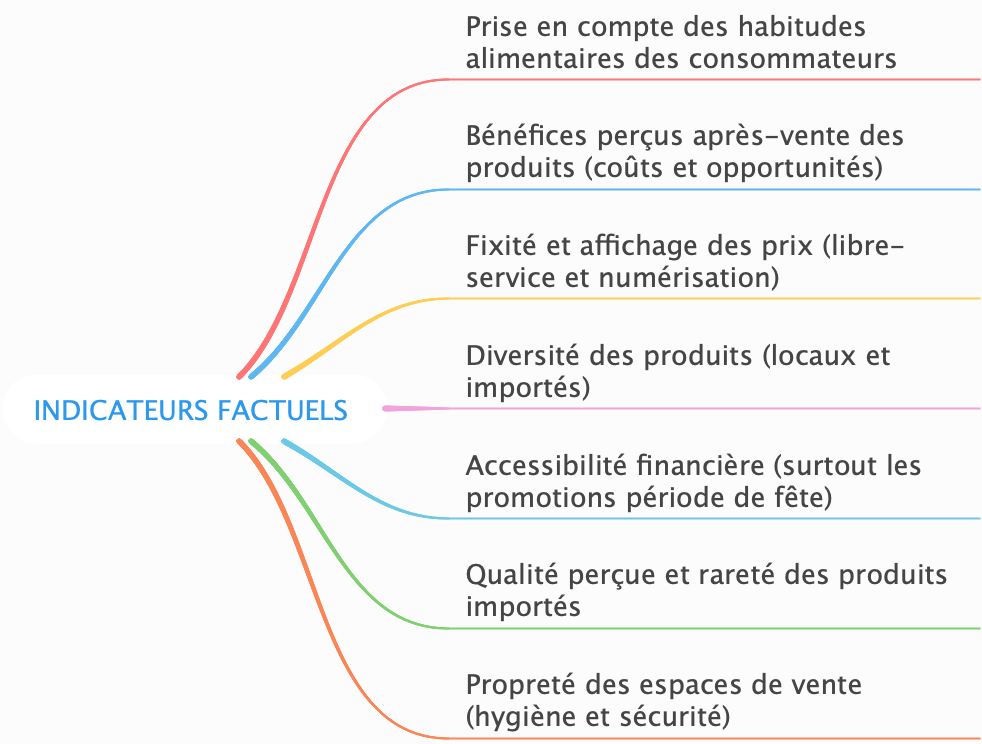 Prise en compte des habitudes
alimentaires des consommateurs
Bénéfices perçus après-vente des
produits (coûts et opportunités)
Fixité et affichage des prix (libre-
service et numérisation)
Diversité des produits (locaux et
importés)
INDICATEURS FACTUELS
Accessibilité financière (surtout les
promotions période de fête)
Qualité perçue et rareté des produits
importés
Propreté des espaces de vente
(hygiène et sécurité)